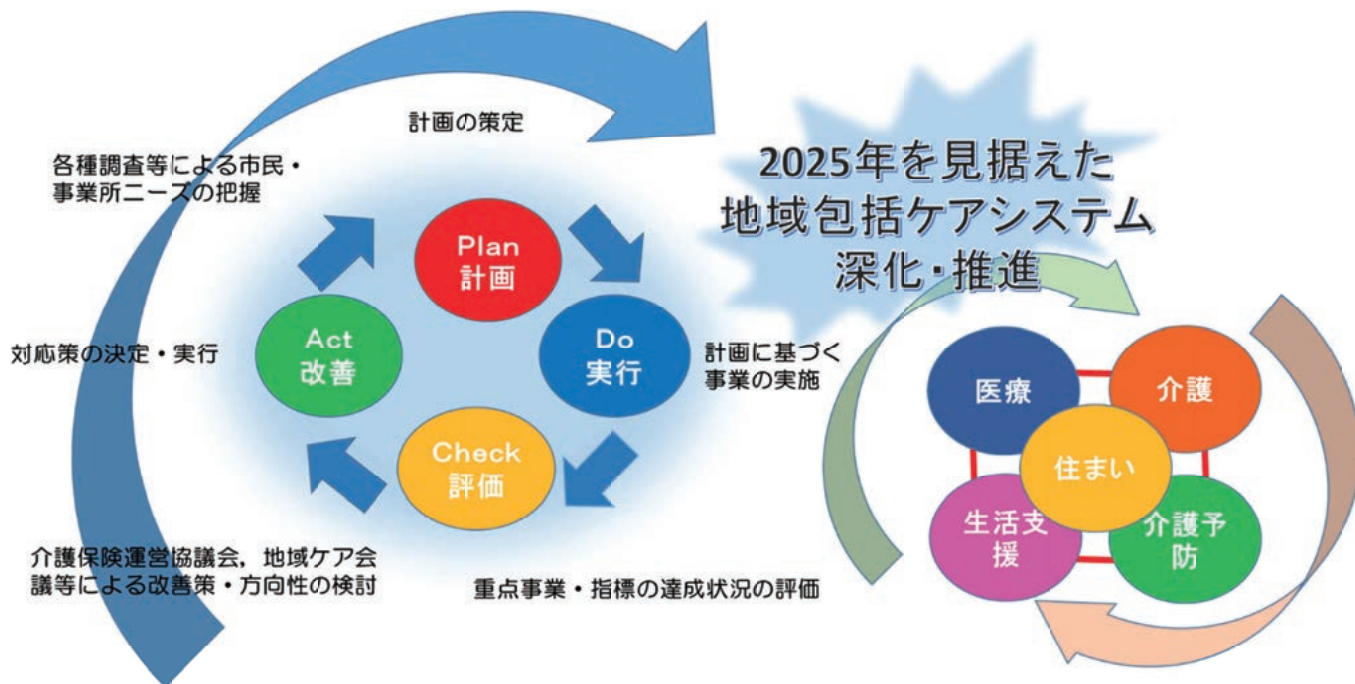 計画の策定
各種調査等による市民・
事業所ニーズの把握
Plan
計画
Do
実行
計画に基づく
事業の実施
Check
評価
重点事業・指標の達成状況の評価
介護保険運営協議会，地域ケア会
議等による改善策・方向性の検討
Act
改善
対応策の決定・実行
2025年を見据えた
地域包括ケアシステム
深化・推進
医療
介護
住まい
生活支
援
介護予
防